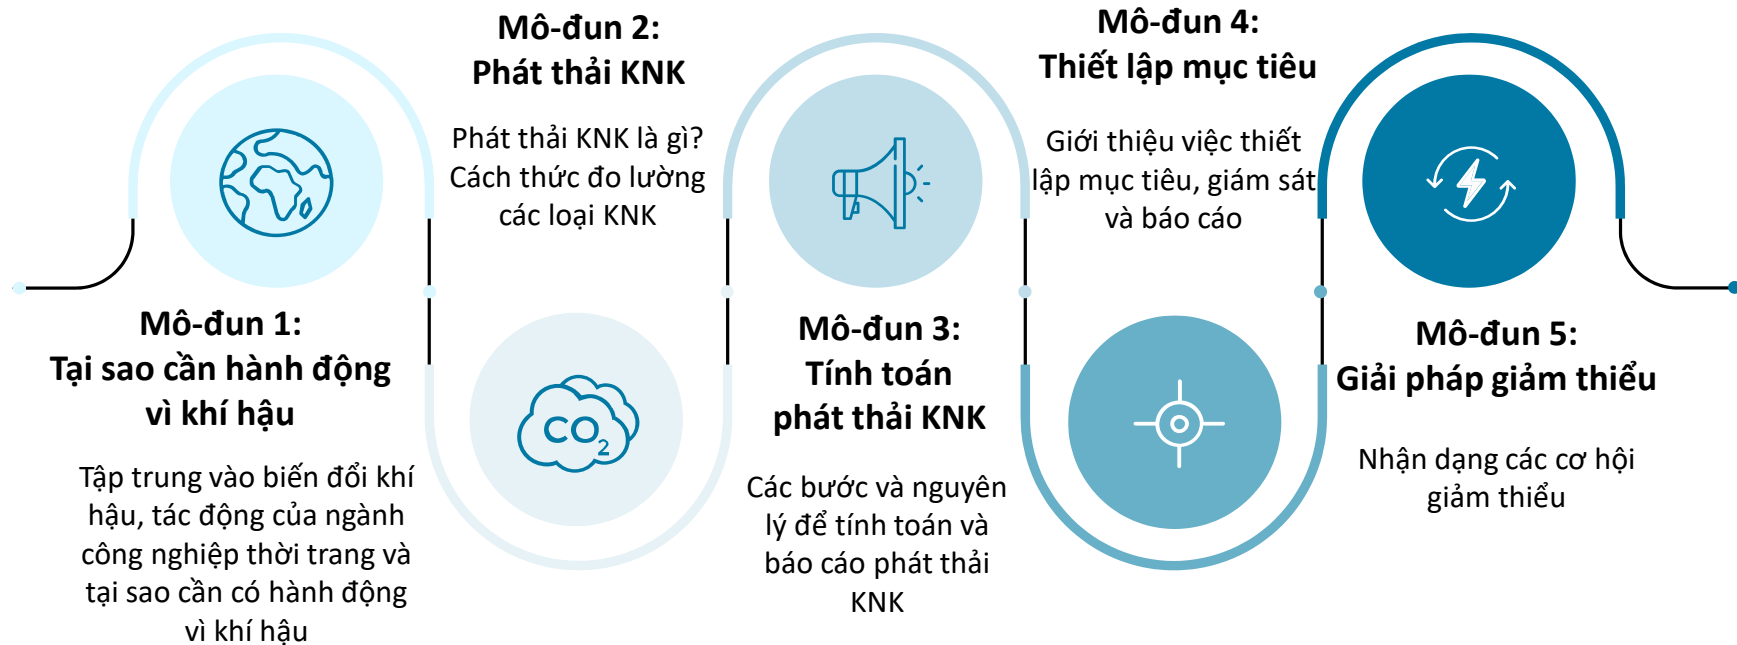 Mô-đun 1:
Tại sao cần hành động
vì khí hậu
Tập trung vào biến đổi khí
hậu, tác động của ngành
công nghiệp thời trang và
tại sao cần có hành động
vì khí hậu
Mô-đun 2:
Phát thải KNK
Phát thải KNK là gì?
Cách thức đo lường
các loại KNK
CO2
Mô-đun 3:
Tính toán
phát thải KNK
Các bước và nguyên
lý để tính toán và
báo cáo phát thải
KNK
Mô-đun 4:
Thiết lập mục tiêu
Giới thiệu việc thiết
lập mục tiêu, giám sát
và báo cáo
Mô-đun 5:
Giải pháp giảm thiểu
Nhận dạng các cơ hội
giảm thiểu